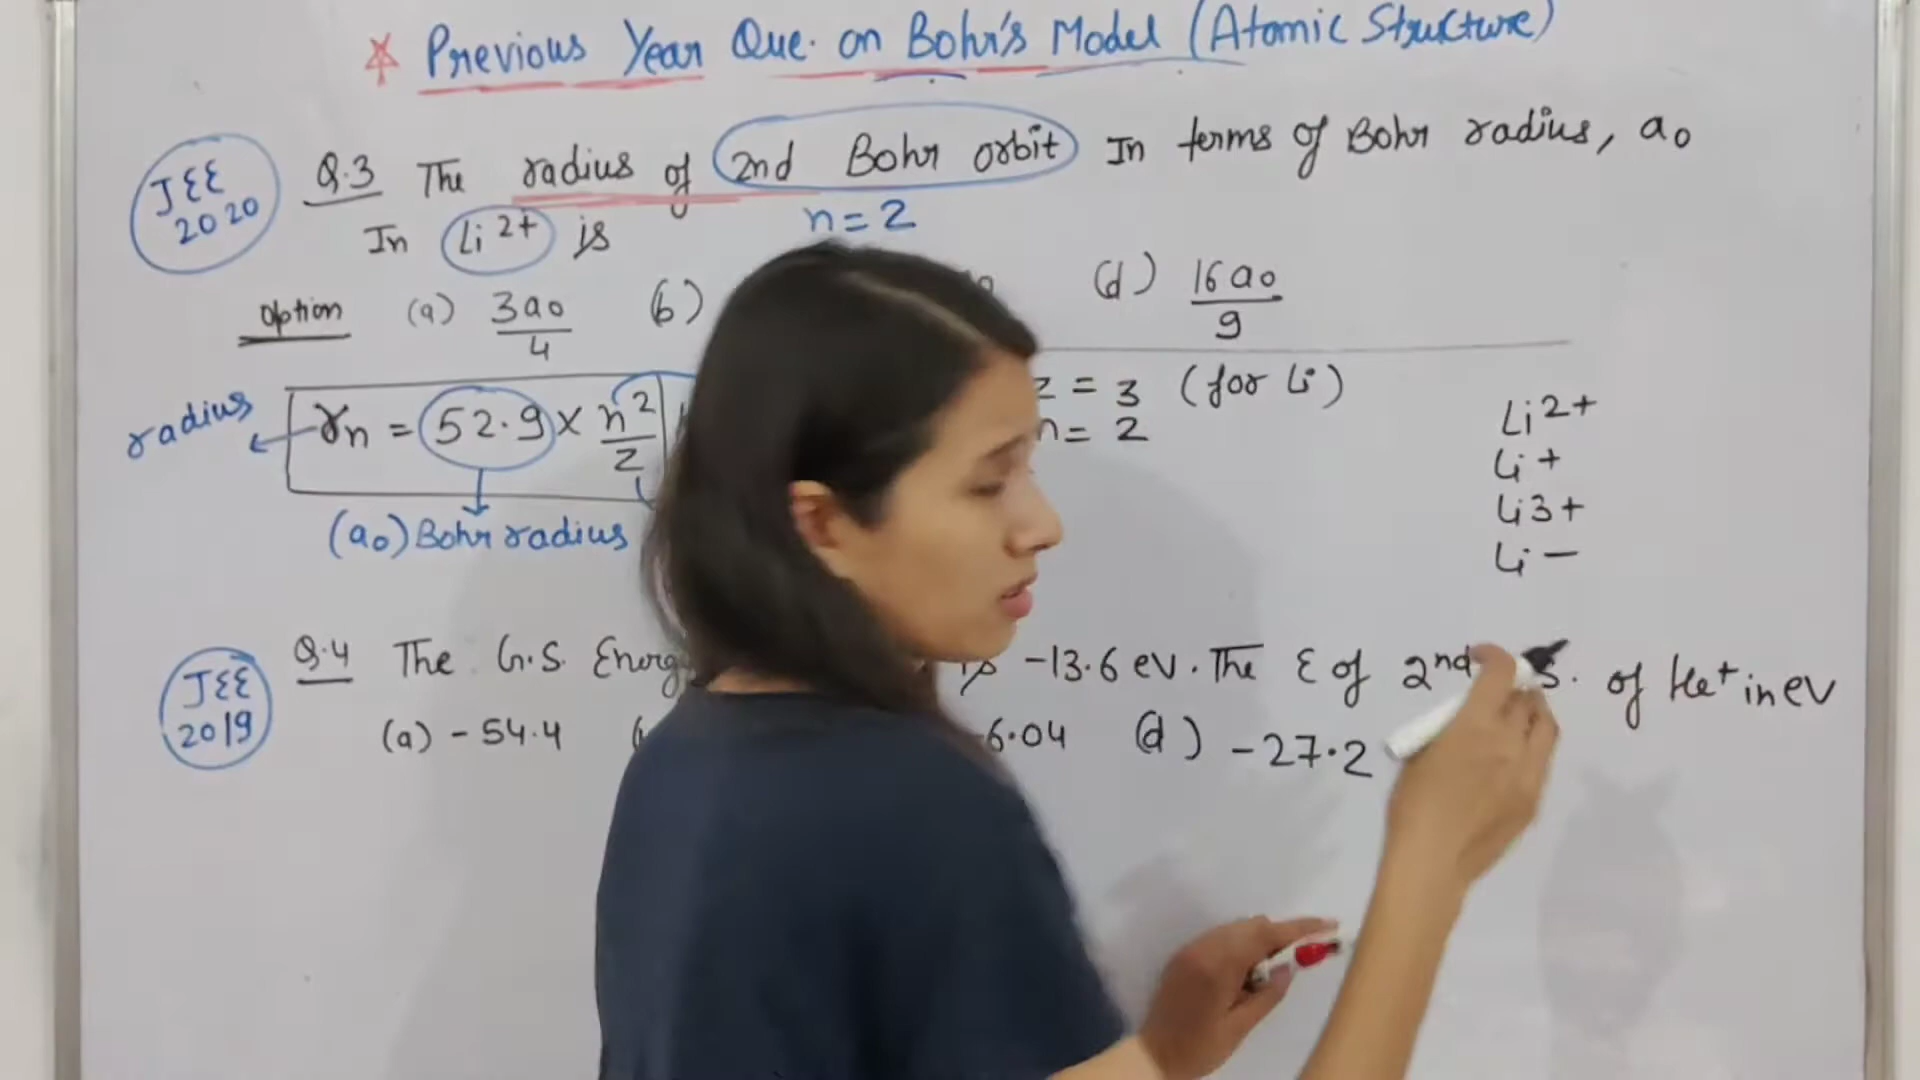 * Previous Year Que. on Bohr's Model (Atomic Structure)
JEE 2020
Q.3 The radius of 2nd Bohr orbit In terms of Bohr radius, a0
In Li 2+ is
n = 2
option (a) 3a0/4 (b) (d) 16a0/9
radius
rn = 52.9 × n2/Z
(a0) Bohr radius
z = 3 (for Li)
n = 2
Li2+
Li +
Li3+
Li -
JEE 2019
Q.4 The G.S. Energ -13.6 ev. The E of 2nd S. of He+ in ev
(a) -54.4 6.04 (d) -27.2